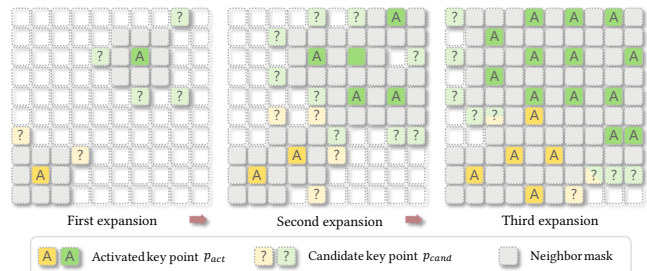 ? ? ? A ? A A A
? A
? A A ? ? A A A
? A
? ? ? A A ? A A A
? ? ? ? A
? ? ? ? A A
? A ? A A
A A A ? ? ?
? A ?
First expansion Second expansion Third expansion
A A Activated key point p_act ? ? Candidate key point p_cand Neighbor mask